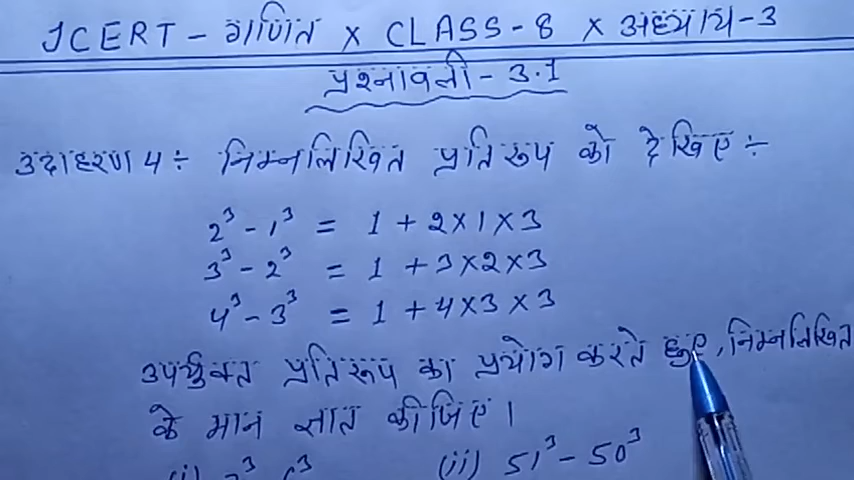 JCERT - गणित × CLASS-8 × अध्याय-3
प्रश्नावली - 3.1
उदाहरण 4 ÷ निम्नलिखित प्रतिरूप को देखिए ÷
2³ - 1³ = 1 + 2×1×3
3³ - 2³ = 1 + 3×2×3
4³ - 3³ = 1 + 4×3×3
उपर्युक्त प्रतिरूप का प्रयोग करते हुए, निम्नलिखित
के मान ज्ञात कीजिए।
(i) (ii) 51³ - 50³